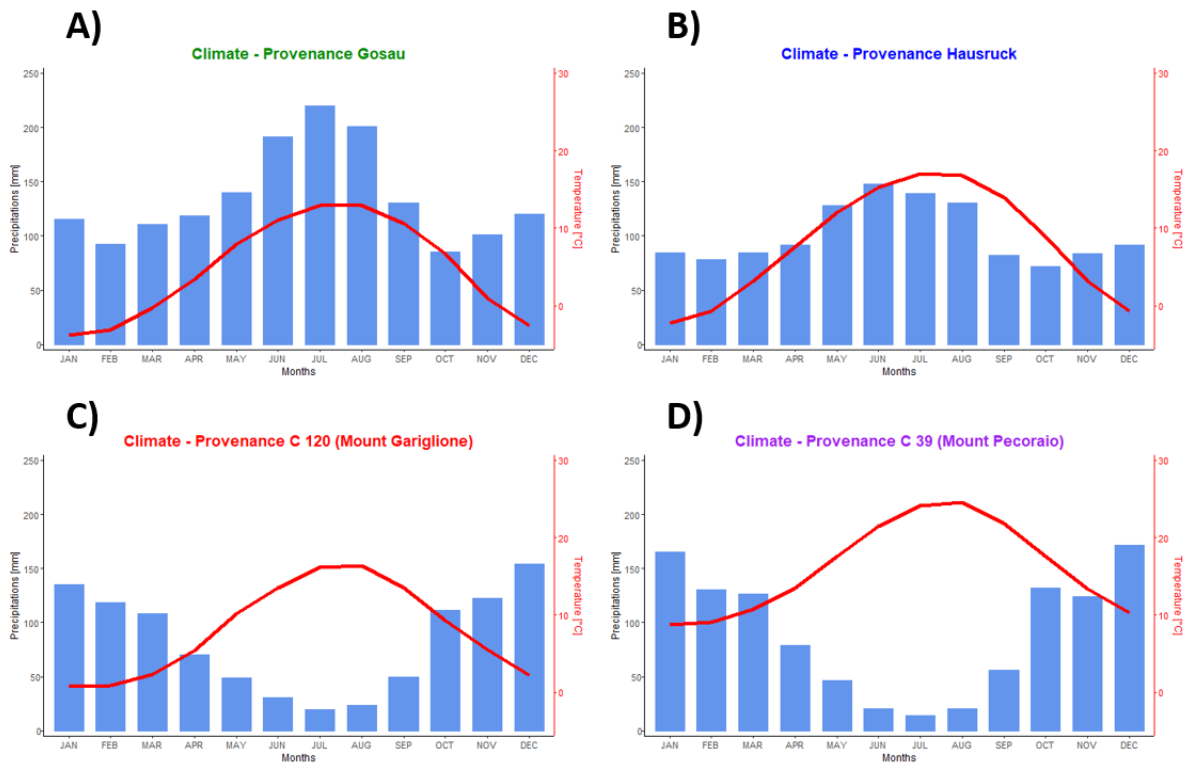 A)
Climate - Provenance Gosau
250
200
150
100
50
0
Precipitations [mm]
30
20
10
0
Temperature [°C]
JAN FEB MAR APR MAY JUN JUL AUG SEP OCT NOV DEC
Months
B)
Climate - Provenance Hausruck
250
200
150
100
50
0
Precipitations [mm]
30
20
10
0
Temperature [°C]
JAN FEB MAR APR MAY JUN JUL AUG SEP OCT NOV DEC
Months
C)
Climate - Provenance C 120 (Mount Gariglione)
250
200
150
100
50
0
Precipitations [mm]
30
20
10
0
Temperature [°C]
JAN FEB MAR APR MAY JUN JUL AUG SEP OCT NOV DEC
Months
D)
Climate - Provenance C 39 (Mount Pecoraio)
250
200
150
100
50
0
Precipitations [mm]
30
20
10
0
Temperature [°C]
JAN FEB MAR APR MAY JUN JUL AUG SEP OCT NOV DEC
Months